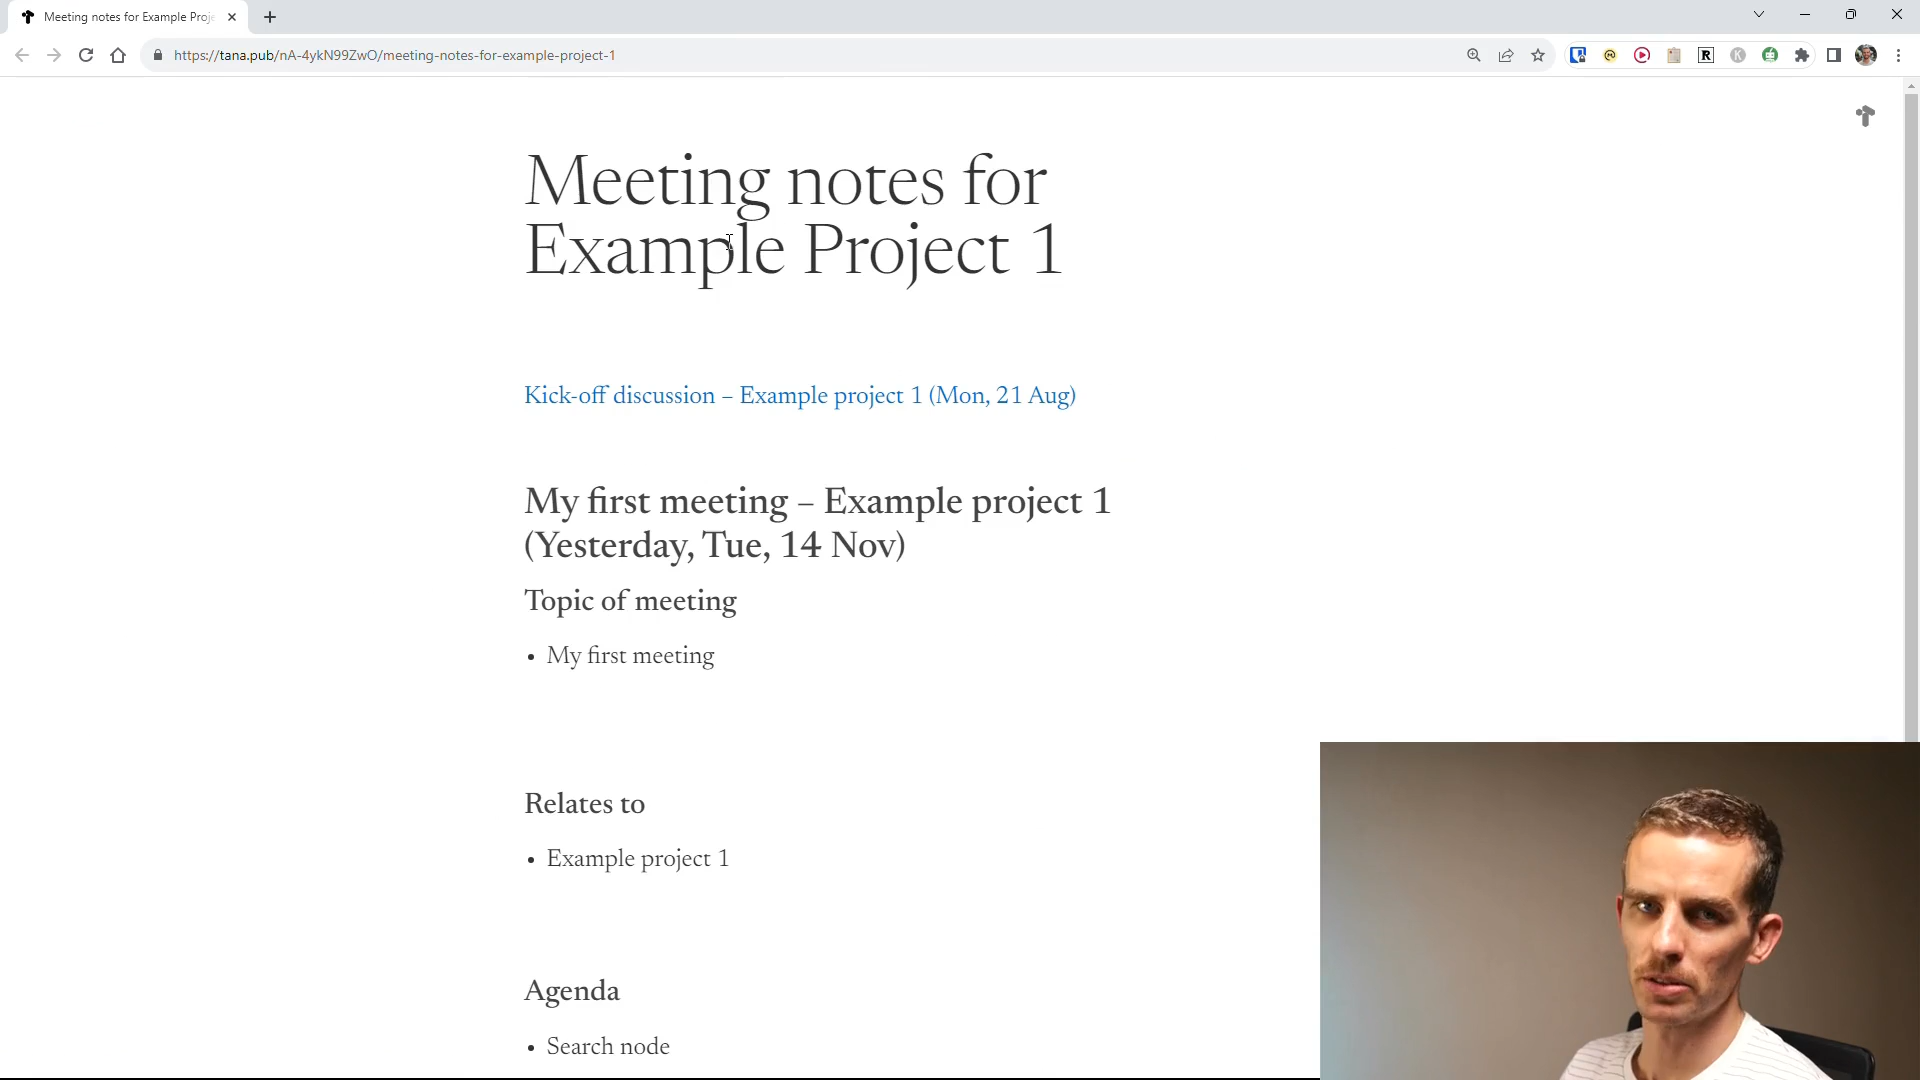 Meeting notes for Example Proje
https://tana.pub/nA-4ykN99ZwO/meeting-notes-for-example-project-1
Meeting notes for
Example Project 1
Kick-off discussion – Example project 1 (Mon, 21 Aug)
My first meeting – Example project 1
(Yesterday, Tue, 14 Nov)
Topic of meeting
• My first meeting
Relates to
• Example project 1
Agenda
• Search node